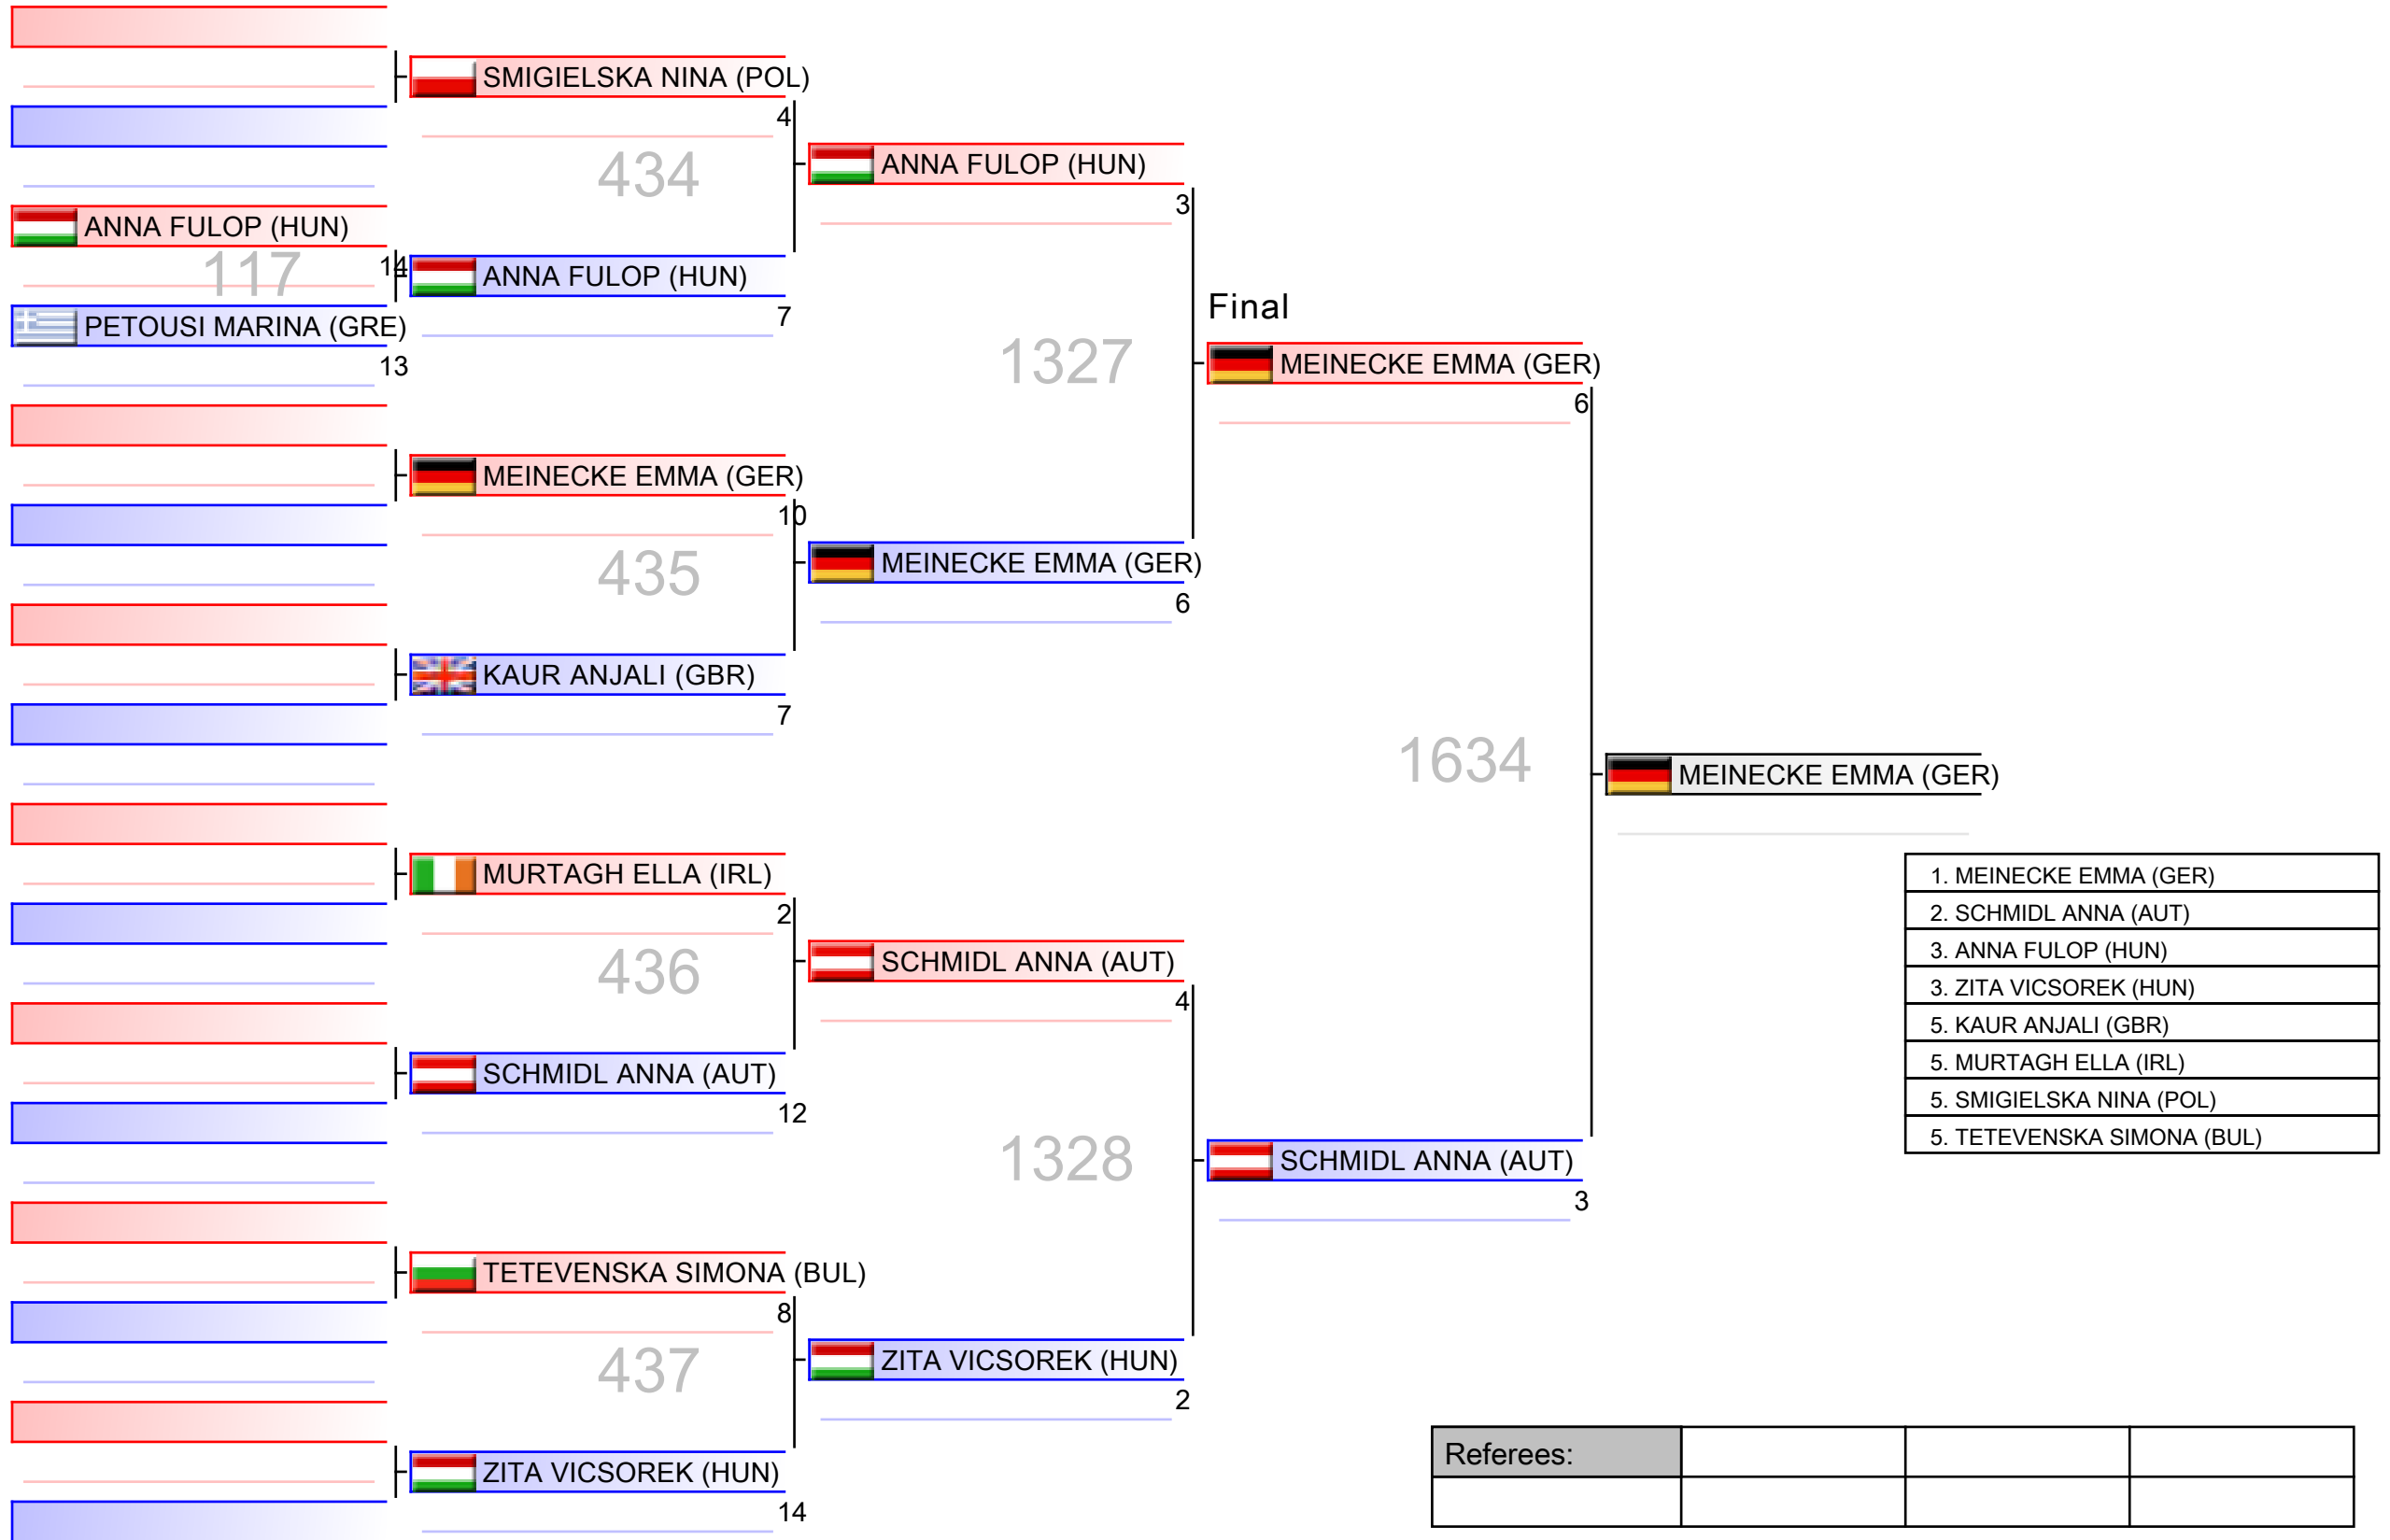 SMIGIELSKA NINA (POL)
4
434
ANNA FULOP (HUN)
3
ANNA FULOP (HUN)
117
14
ANNA FULOP (HUN)
7
PETOUSI MARINA (GRE)
13
Final
1327
MEINECKE EMMA (GER)
6
MEINECKE EMMA (GER)
10
435
MEINECKE EMMA (GER)
6
KAUR ANJALI (GBR)
7
1634
MEINECKE EMMA (GER)
MURTAGH ELLA (IRL)
2
436
SCHMIDL ANNA (AUT)
4
SCHMIDL ANNA (AUT)
12
1328
SCHMIDL ANNA (AUT)
3
TETEVENSKA SIMONA (BUL)
8
437
ZITA VICSOREK (HUN)
2
ZITA VICSOREK (HUN)
14
1. MEINECKE EMMA (GER)
2. SCHMIDL ANNA (AUT)
3. ANNA FULOP (HUN)
3. ZITA VICSOREK (HUN)
5. KAUR ANJALI (GBR)
5. MURTAGH ELLA (IRL)
5. SMIGIELSKA NINA (POL)
5. TETEVENSKA SIMONA (BUL)
Referees: